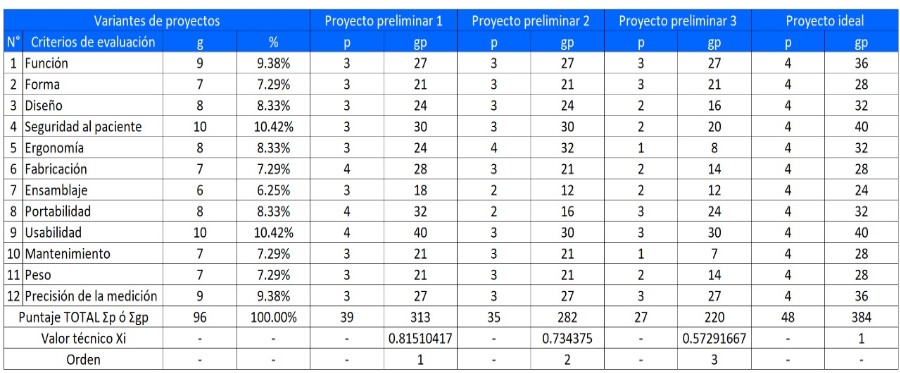 Variantes de proyectos Proyecto preliminar 1 Proyecto preliminar 2 Proyecto preliminar 3 Proyecto ideal
N° Criterios de evaluación g % p gp p gp p gp p gp
1 Función 9 9.38% 3 27 3 27 3 27 4 36
2 Forma 7 7.29% 3 21 3 21 3 21 4 28
3 Diseño 8 8.33% 3 24 3 24 2 16 4 32
4 Seguridad al paciente 10 10.42% 3 30 3 30 2 20 4 40
5 Ergonomía 8 8.33% 3 24 4 32 1 8 4 32
6 Fabricación 7 7.29% 4 28 3 21 2 14 4 28
7 Ensamblaje 6 6.25% 3 18 2 12 2 12 4 24
8 Portabilidad 8 8.33% 4 32 2 16 3 24 4 32
9 Usabilidad 10 10.42% 4 40 3 30 3 30 4 40
10 Mantenimiento 7 7.29% 3 21 3 21 1 7 4 28
11 Peso 7 7.29% 3 21 3 21 2 14 4 28
12 Precisión de la medición 9 9.38% 3 27 3 27 3 27 4 36
Puntaje TOTAL Σp ó Σgp 96 100.00% 39 313 35 282 27 220 48 384
Valor técnico Xi - - - 0.81510417 - 0.734375 - 0.57291667 - 1
Orden - - - 1 - 2 - 3 - -